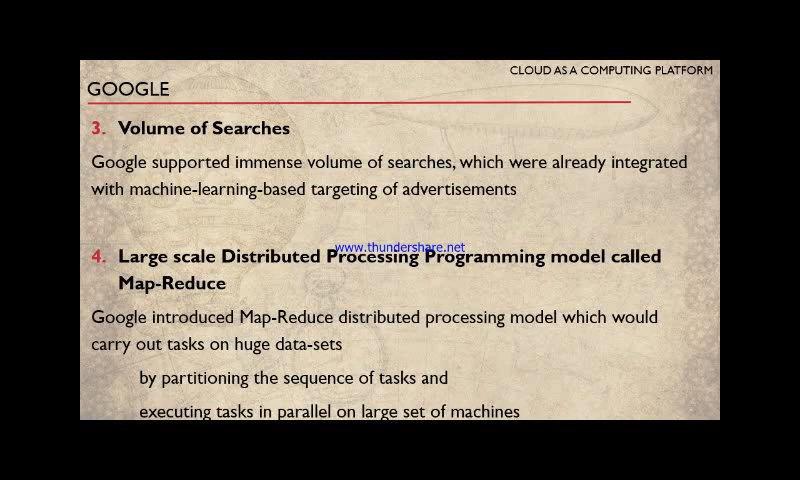 CLOUD AS A COMPUTING PLATFORM
GOOGLE
3. Volume of Searches
Google supported immense volume of searches, which were already integrated
with machine-learning-based targeting of advertisements
www.thundershare.net
4. Large scale Distributed Processing Programming model called
Map-Reduce
Google introduced Map-Reduce distributed processing model which would
carry out tasks on huge data-sets
by partitioning the sequence of tasks and
executing tasks in parallel on large set of machines